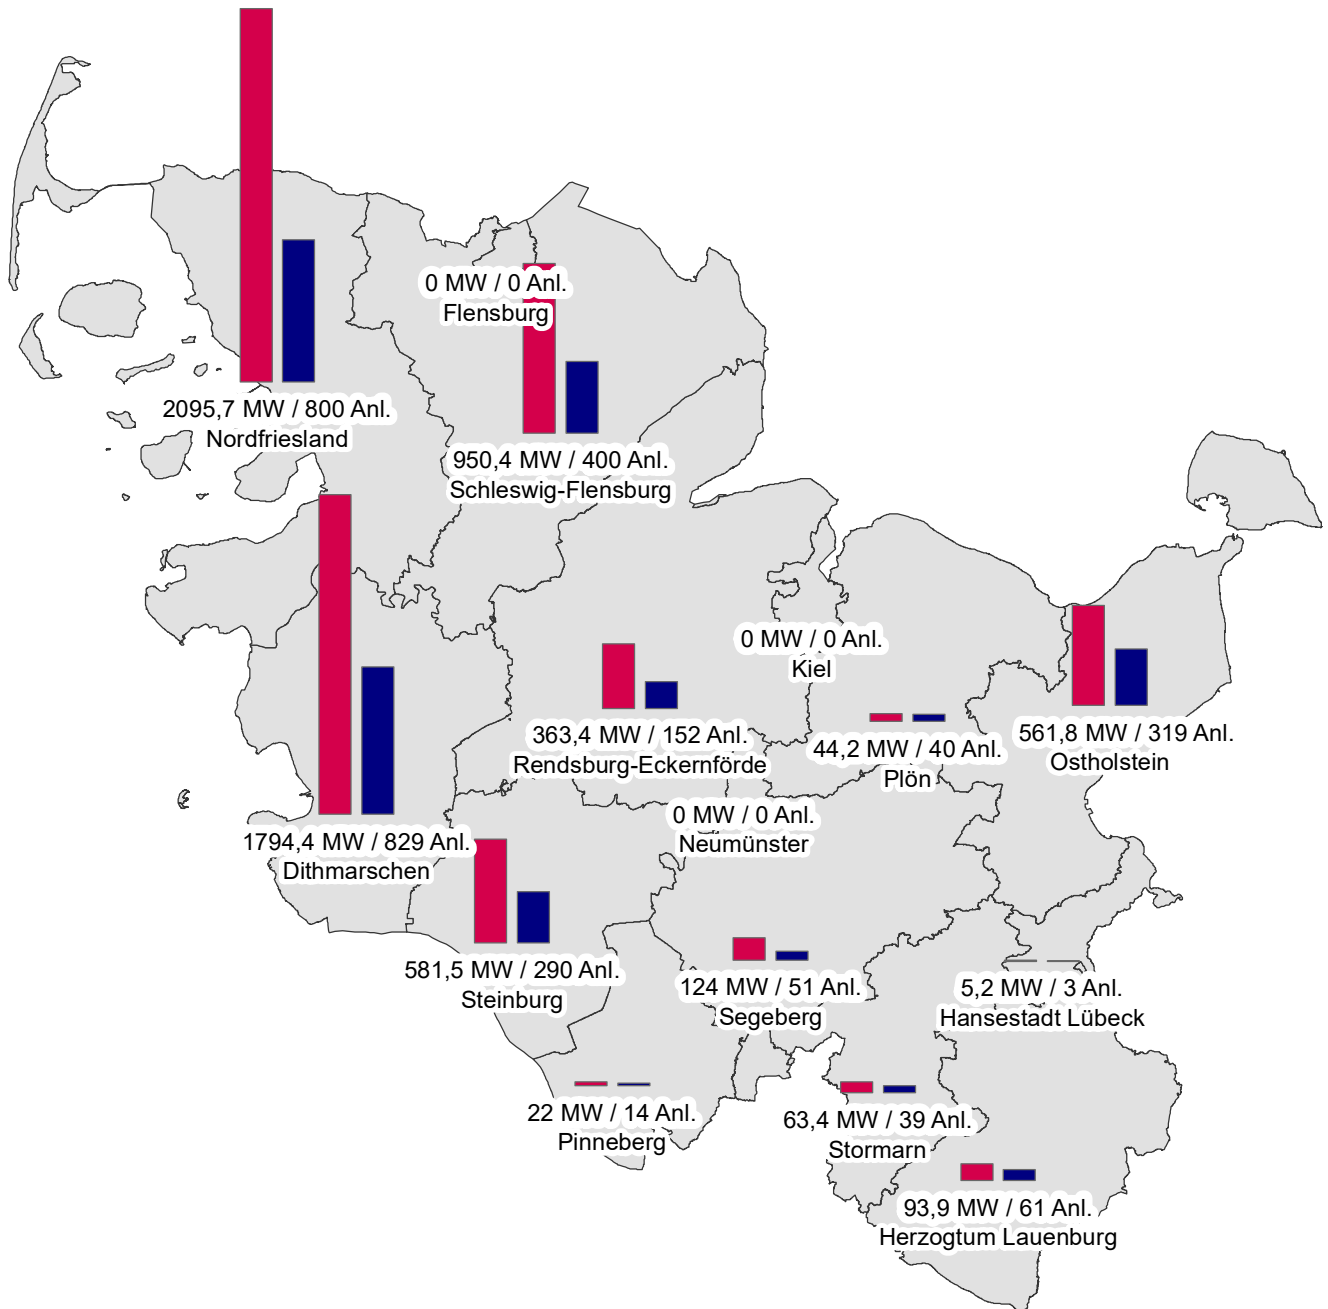 0 MW / 0 Anl.
Flensburg
2095,7 MW / 800 Anl.
Nordfriesland
950,4 MW / 400 Anl.
Schleswig-Flensburg
0 MW / 0 Anl.
Kiel
363,4 MW / 152 Anl.
Rendsburg-Eckernförde
44,2 MW / 40 Anl.
Plön
561,8 MW / 319 Anl.
Ostholstein
0 MW / 0 Anl.
Neumünster
1794,4 MW / 829 Anl.
Dithmarschen
581,5 MW / 290 Anl.
Steinburg
124 MW / 51 Anl.
Segeberg
5,2 MW / 3 Anl.
Hansestadt Lübeck
22 MW / 14 Anl.
Pinneberg
63,4 MW / 39 Anl.
Stormarn
93,9 MW / 61 Anl.
Herzogtum Lauenburg